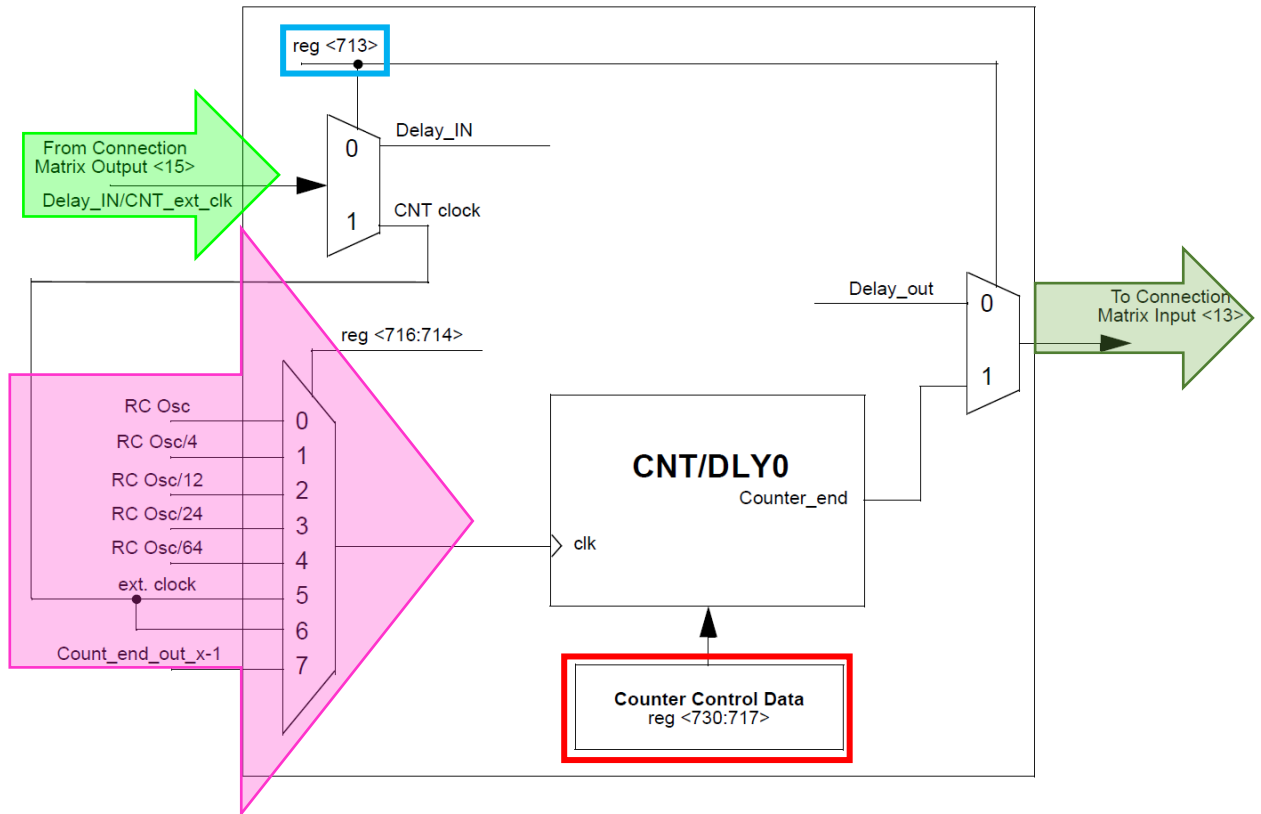 reg <713>
0
Delay_IN
From Connection
Matrix Output <15>
Delay_IN/CNT_ext_clk
1
CNT clock
Delay_out
0
To Connection
Matrix Input <13>
1
reg <716:714>
RC Osc
0
RC Osc/4
1
RC Osc/12
2
RC Osc/24
3
RC Osc/64
4
ext. clock
5
6
Count_end_out_x-1
7
CNT/DLY0
Counter_end
clk
Counter Control Data
reg <730:717>